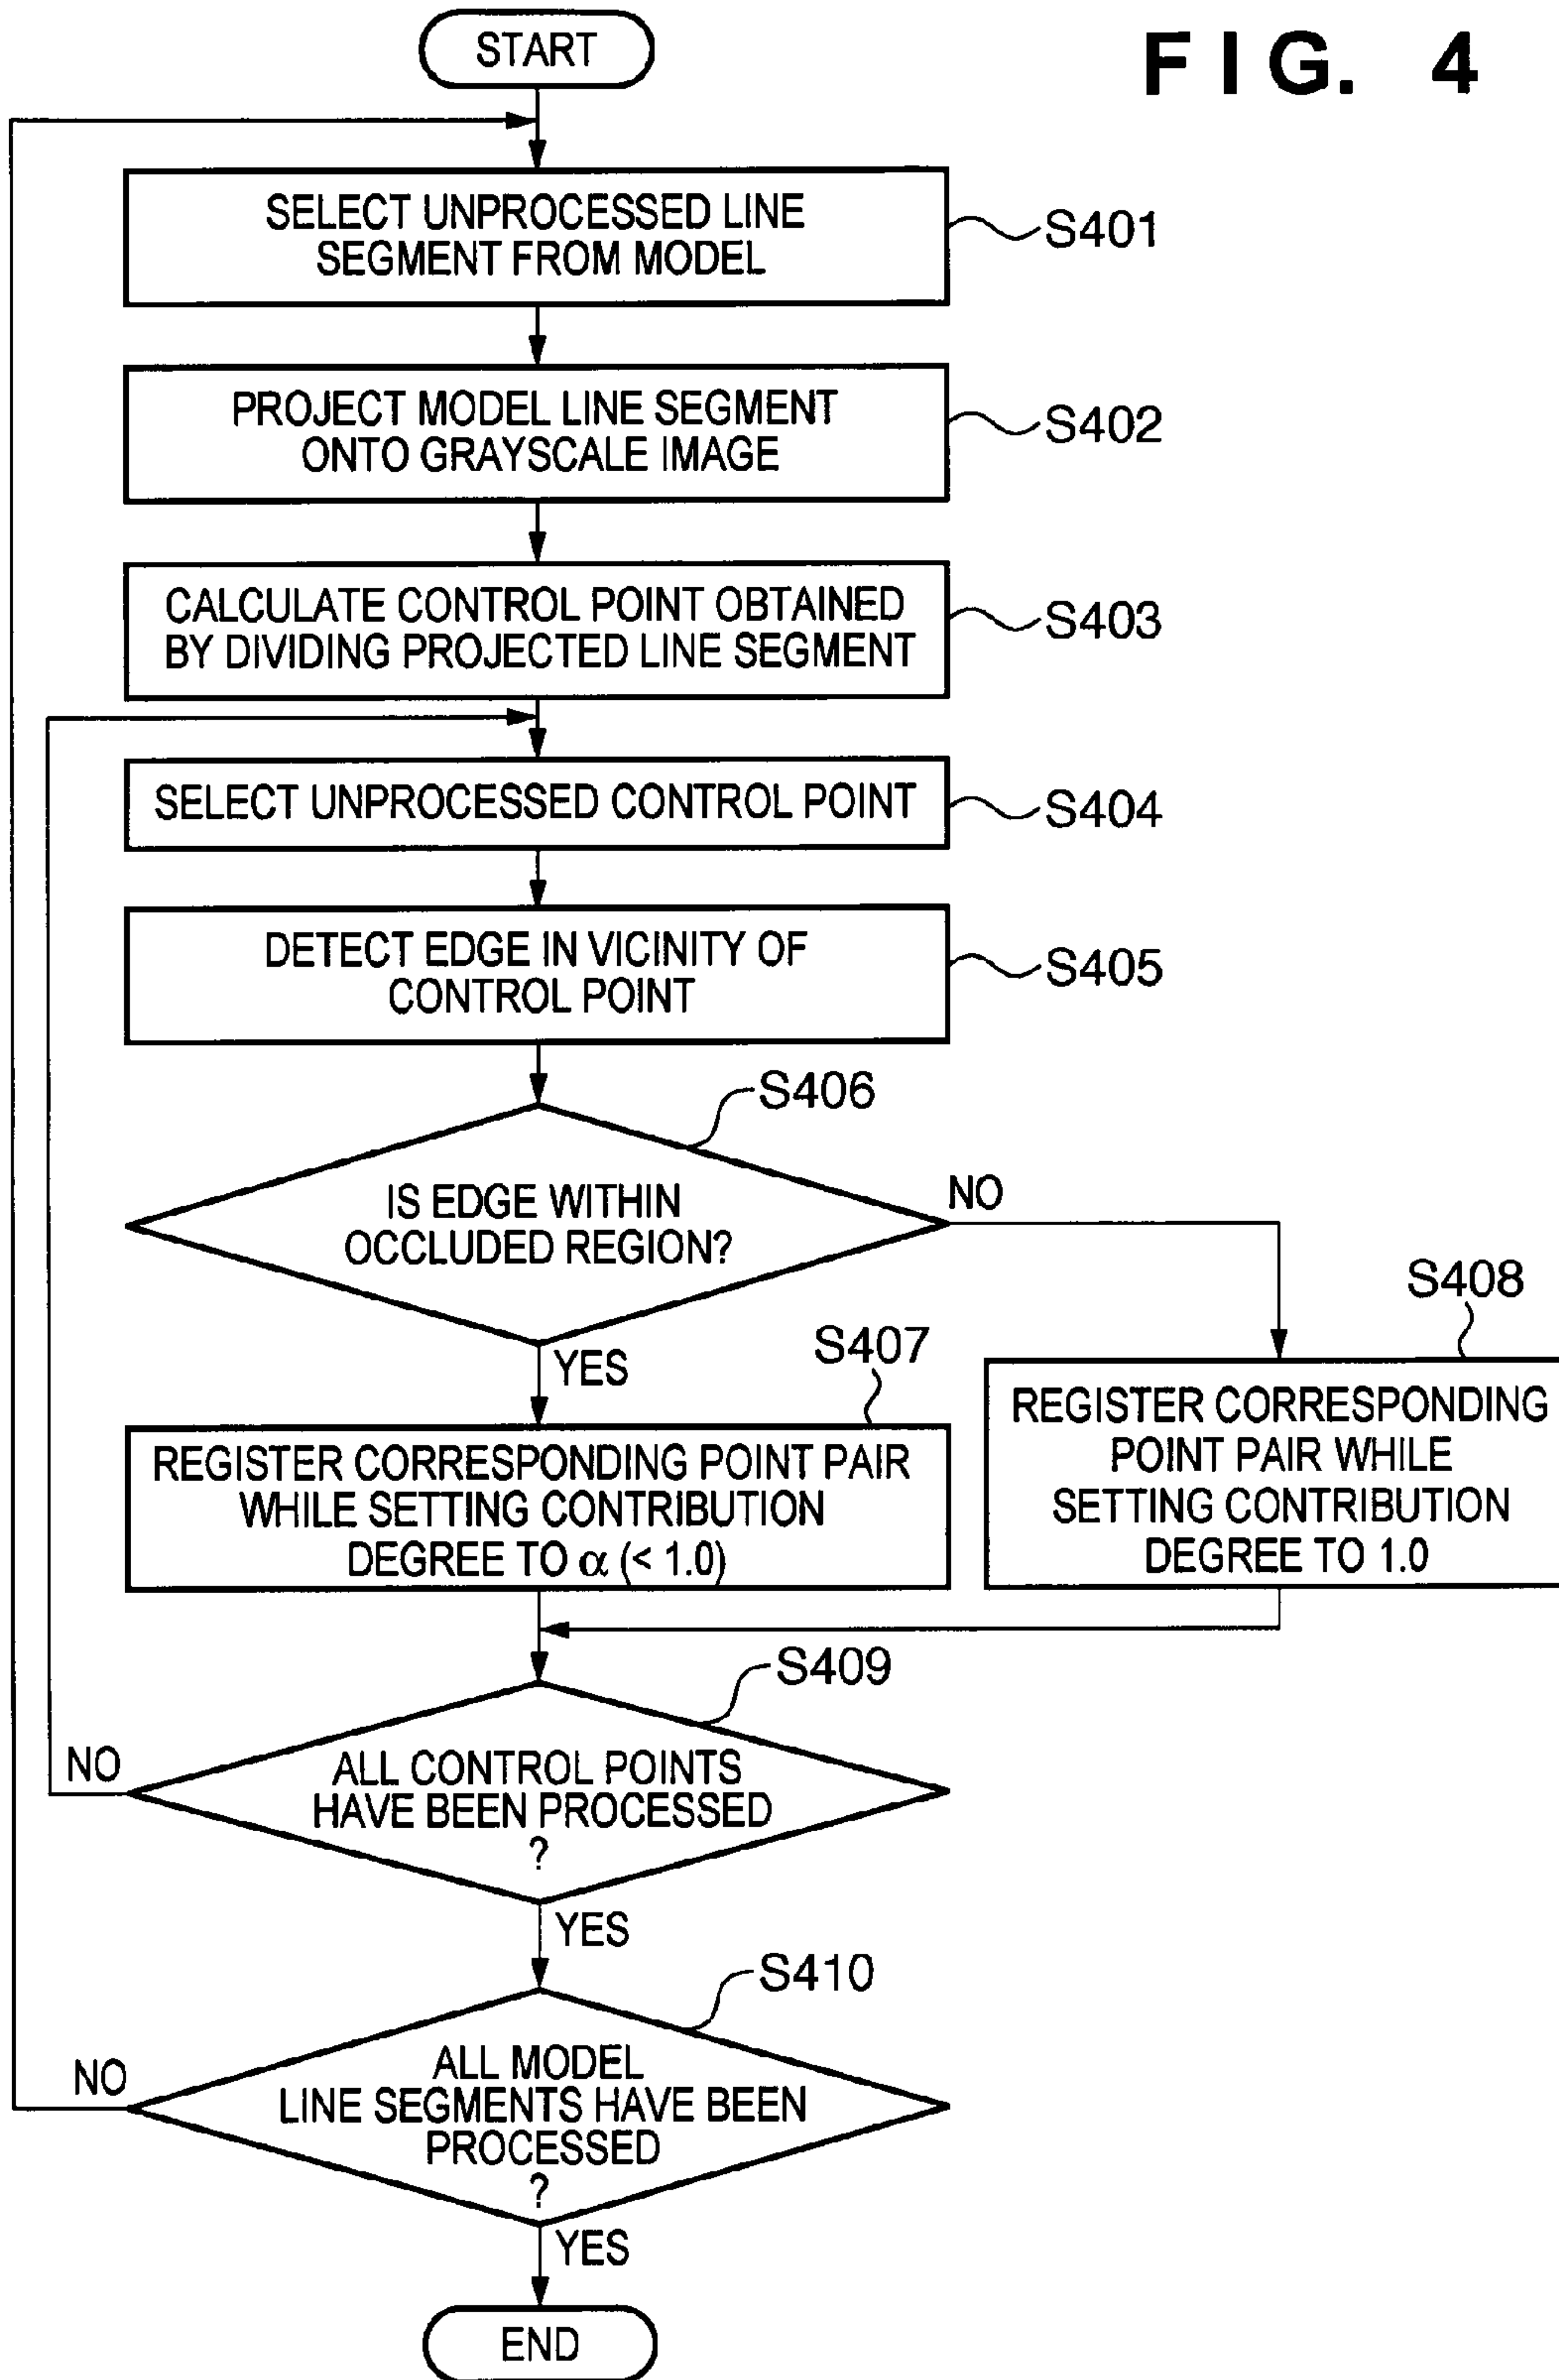 FIG. 4
START
SELECT UNPROCESSED LINE
SEGMENT FROM MODEL
S401
PROJECT MODEL LINE SEGMENT
ONTO GRAYSCALE IMAGE
S402
CALCULATE CONTROL POINT OBTAINED
BY DIVIDING PROJECTED LINE SEGMENT
S403
SELECT UNPROCESSED CONTROL POINT
S404
DETECT EDGE IN VICINITY OF
CONTROL POINT
S405
S406
IS EDGE WITHIN
OCCLUDED REGION?
NO
YES
S407
REGISTER CORRESPONDING POINT PAIR
WHILE SETTING CONTRIBUTION
DEGREE TO α (< 1.0)
S408
REGISTER CORRESPONDING
POINT PAIR WHILE
SETTING CONTRIBUTION
DEGREE TO 1.0
S409
ALL CONTROL POINTS
HAVE BEEN PROCESSED
?
NO
YES
S410
ALL MODEL
LINE SEGMENTS HAVE BEEN
PROCESSED
?
NO
YES
END